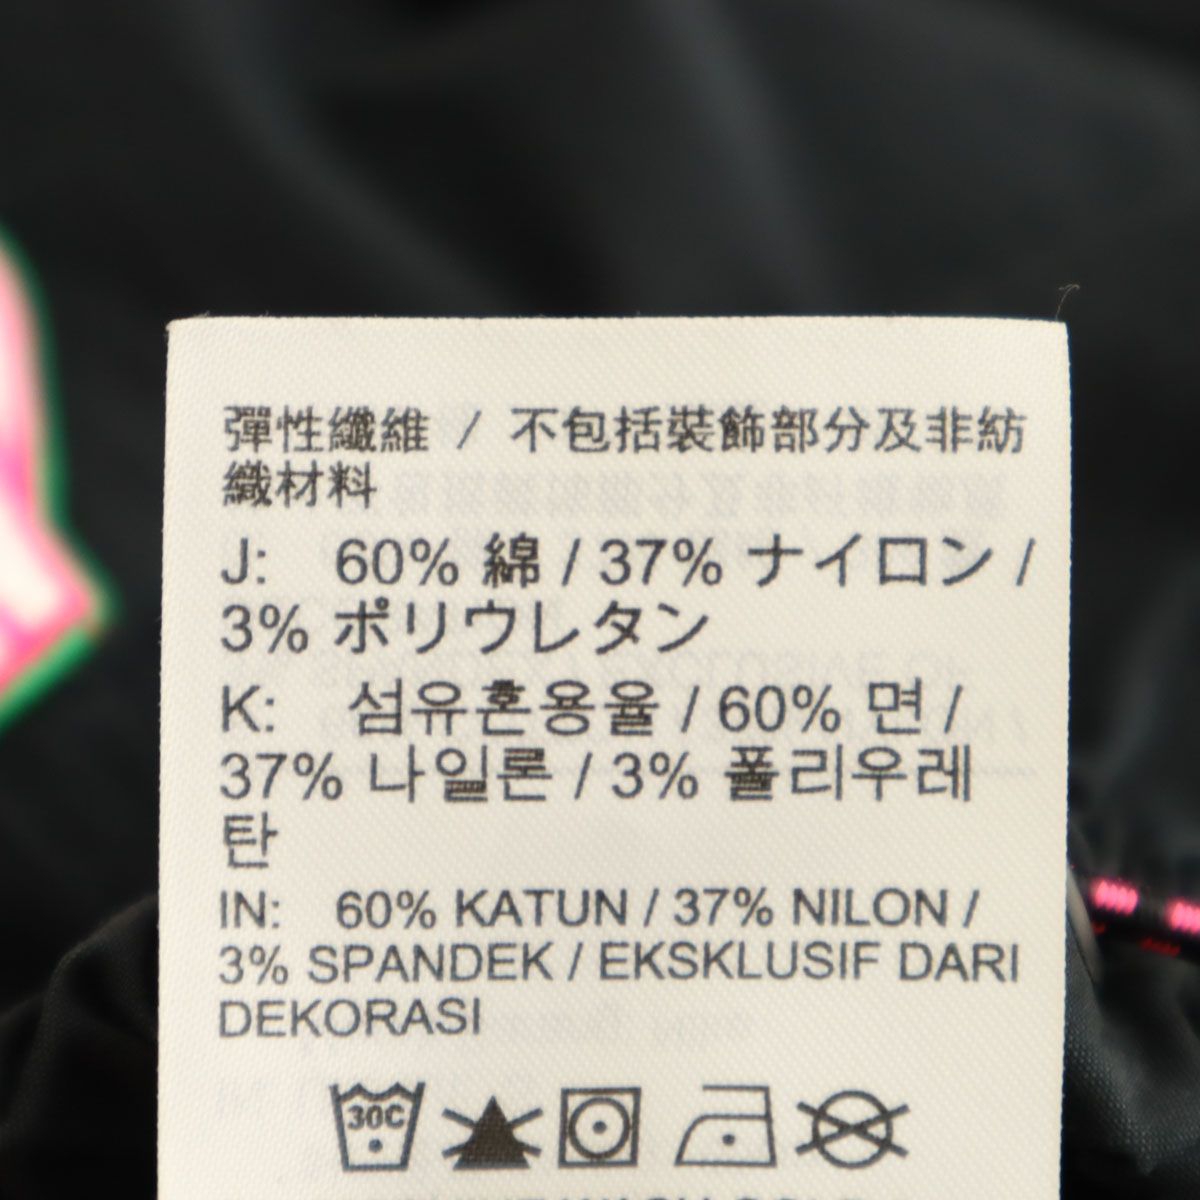 彈性纖維 / 不包括裝飾部分及非紡
織材料
J: 60% 綿 / 37% ナイロン /
3% ポリウレタン
K: 섬유혼용율 / 60% 면 /
37% 나일론 / 3% 폴리우레
탄
IN: 60% KATUN / 37% NILON /
3% SPANDEK / EKSKLUSIF DARI
DEKORASI
30C